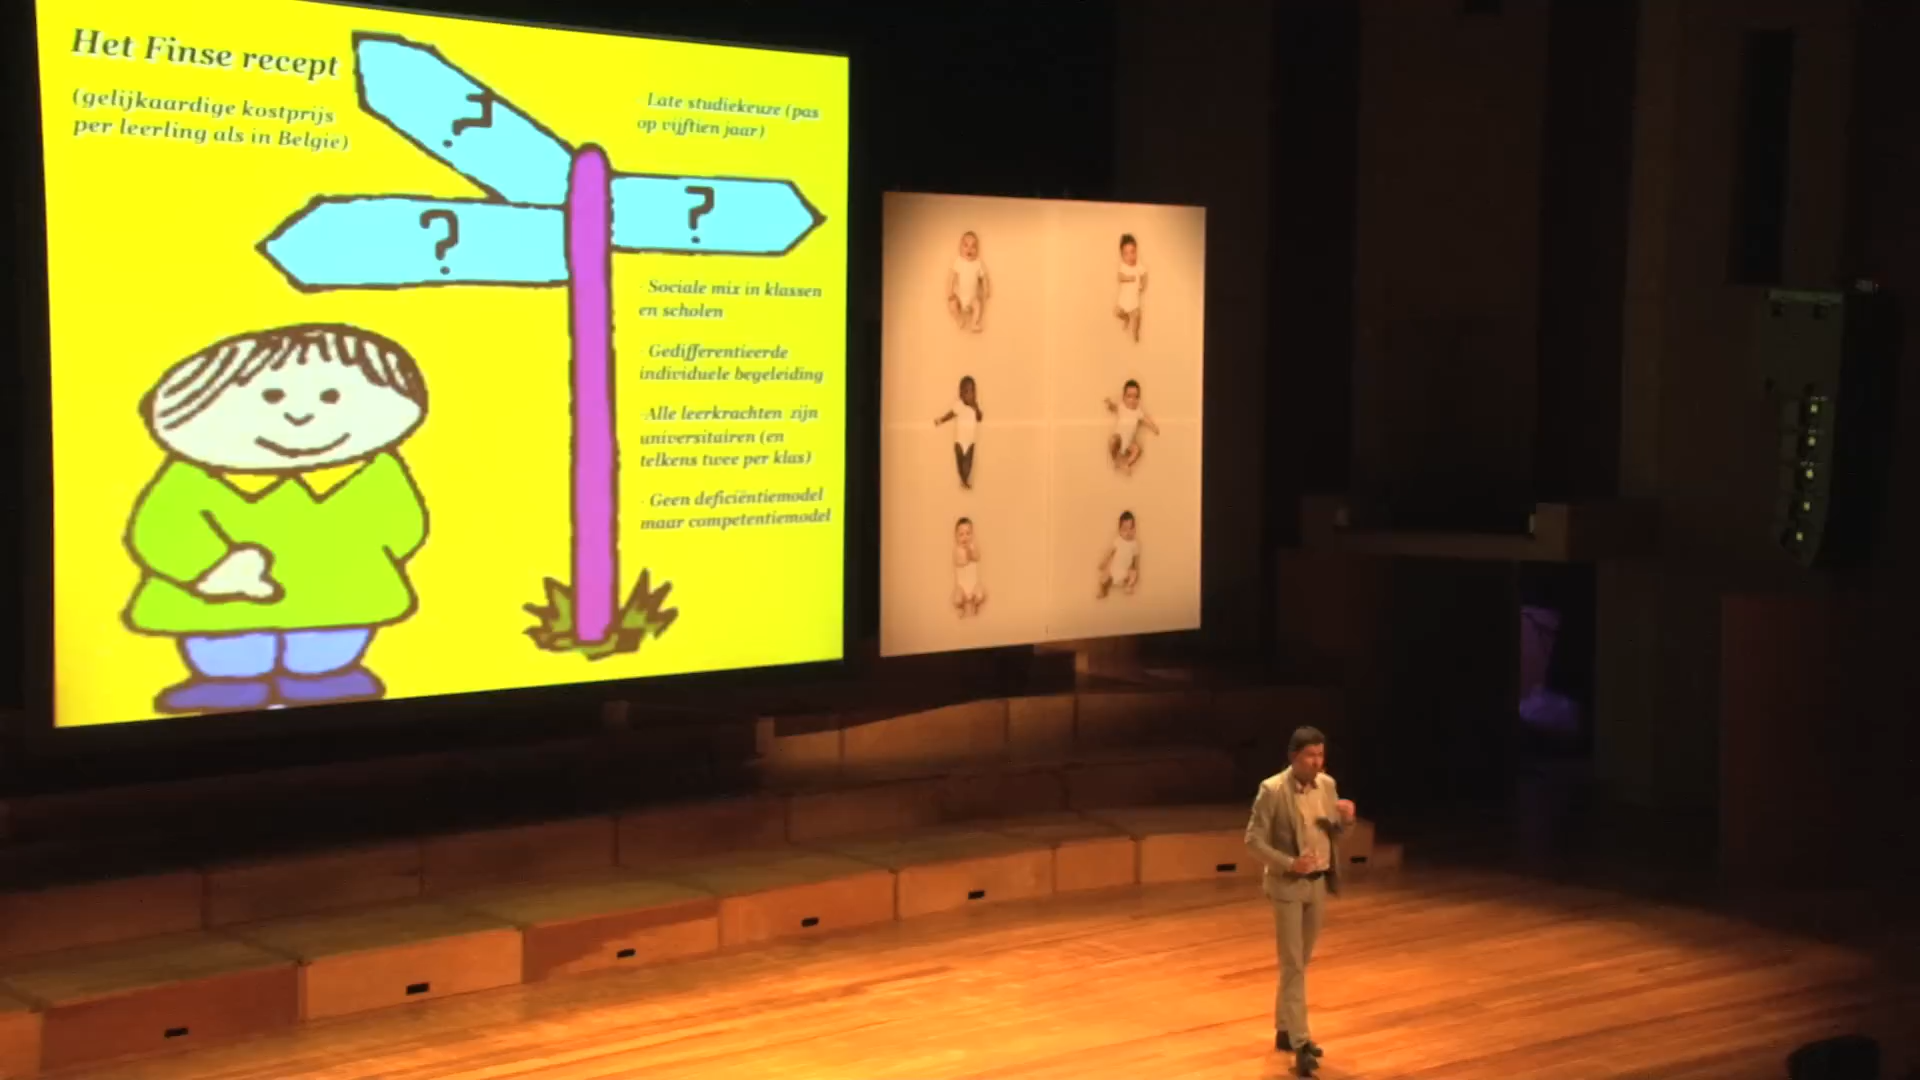 Het Finse recept
(gelijkaardige kostprijs
per leerling als in Belgie)
?
?
?
- Late studiekeuze (pas
op vijftien jaar)
- Sociale mix in klassen
en scholen
- Gedifferentieerde
individuele begeleiding
-Alle leerkrachten zijn
universitairen (en
telkens twee per klas)
- Geen deficiëntiemodel
maar competentiemodel